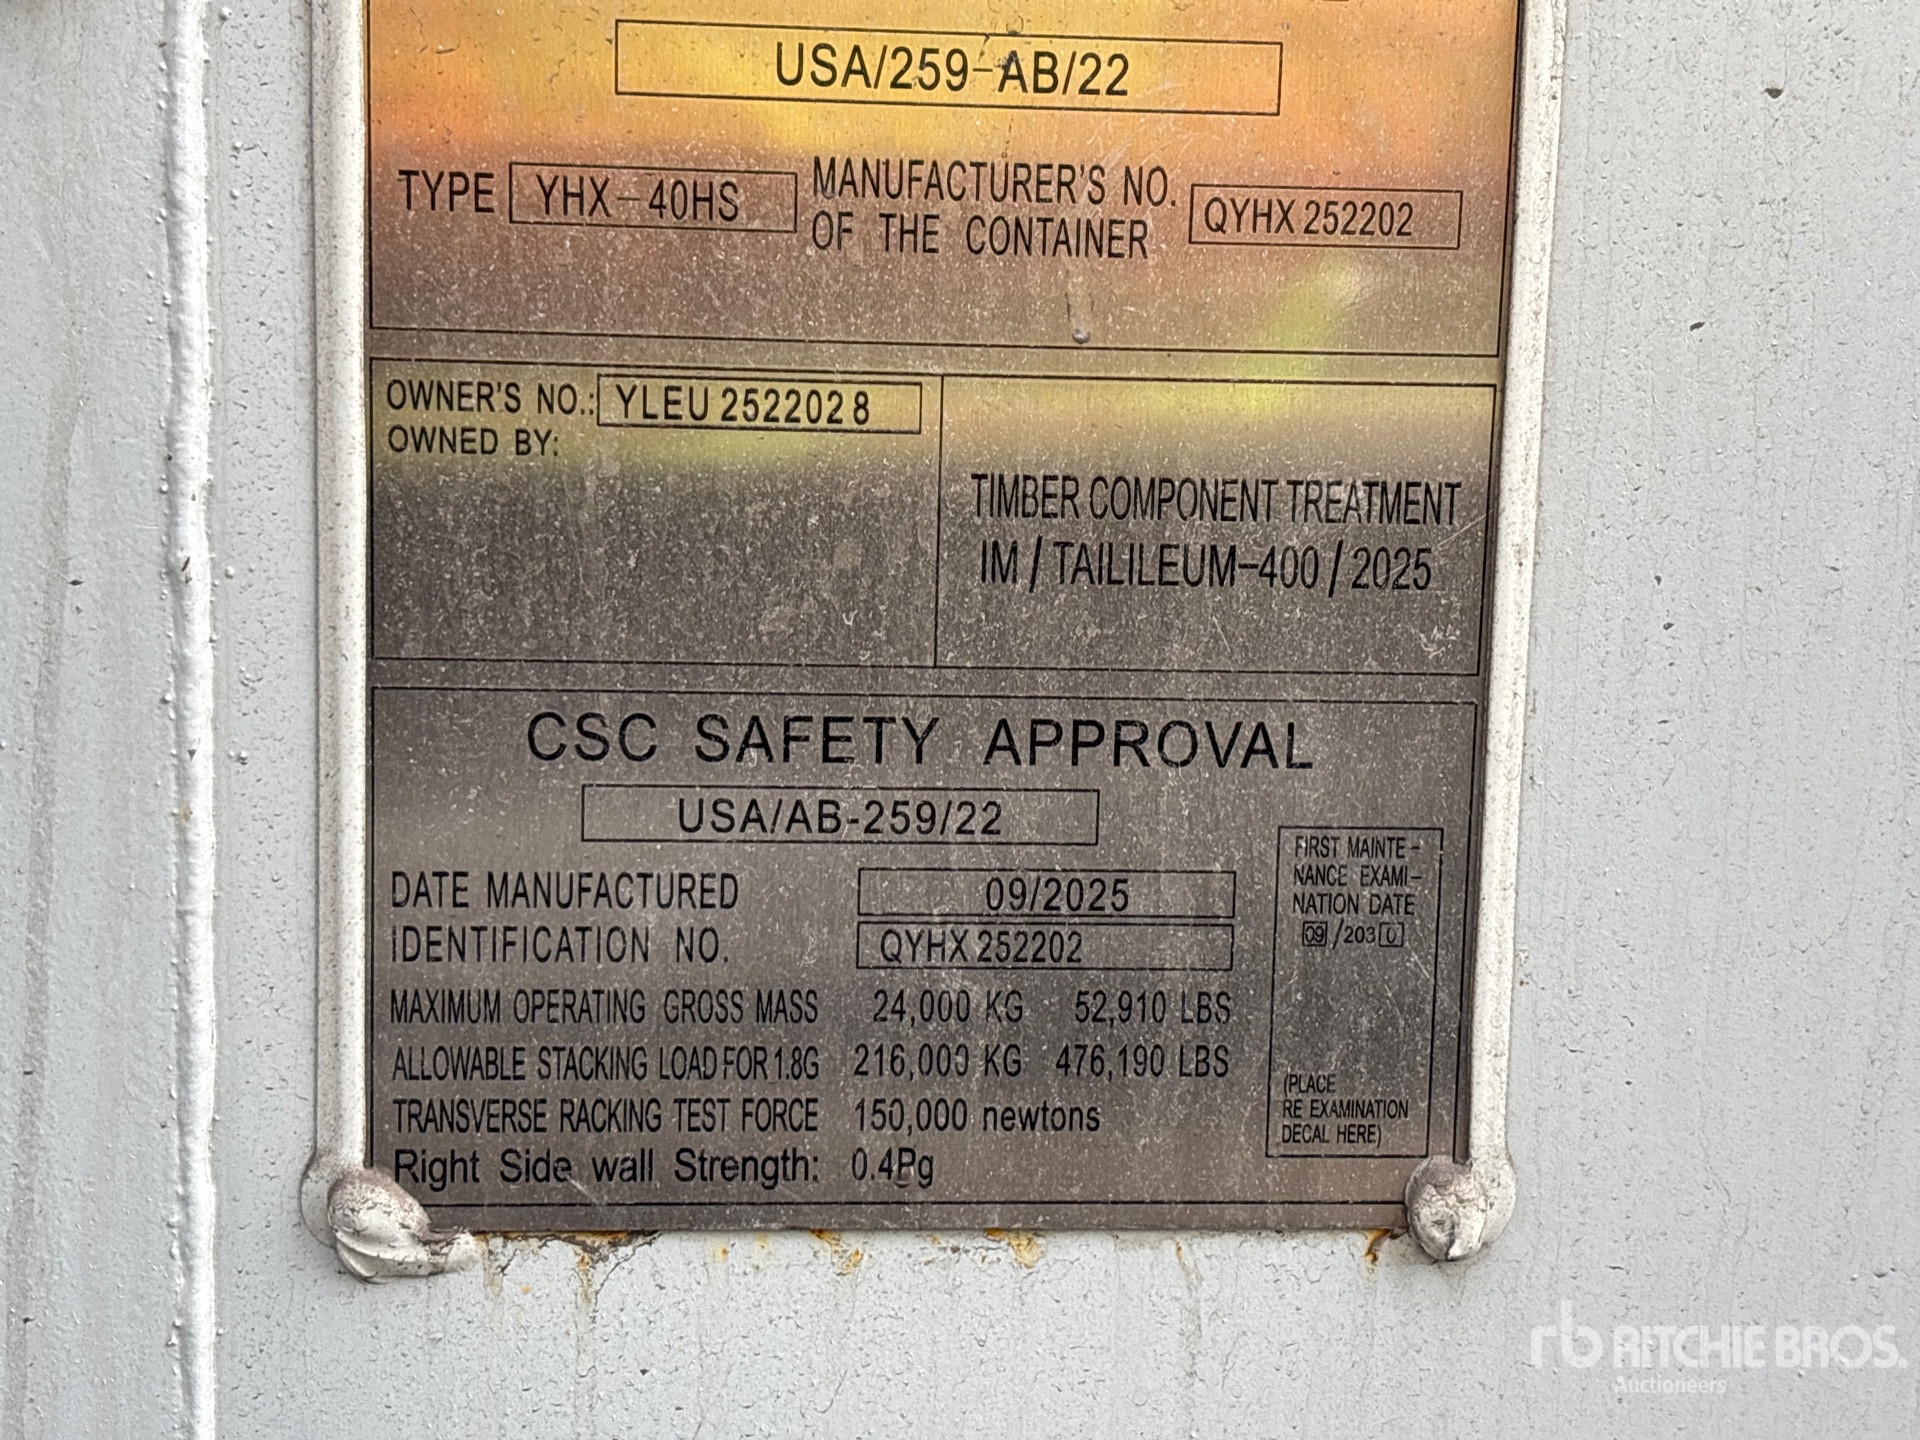 USA/259-AB/22
TYPE YHX-40HS MANUFACTURER'S NO. OF THE CONTAINER QYHX 252202
OWNER'S NO.: YLEU 252202 8
OWNED BY:
TIMBER COMPONENT TREATMENT
IM / TAILILEUM-400 / 2025
CSC SAFETY APPROVAL
USA/AB-259/22
DATE MANUFACTURED 09/2025
IDENTIFICATION NO. QYHX 252202
MAXIMUM OPERATING GROSS MASS 24,000 KG 52,910 LBS
ALLOWABLE STACKING LOAD FOR 1.8G 216,000 KG 476,190 LBS
TRANSVERSE RACKING TEST FORCE 150,000 newtons
Right Side wall Strength: 0.4Pg
FIRST MAINTE-
NANCE EXAMI-
NATION DATE
09/2030
(PLACE
RE EXAMINATION
DECAL HERE)
rb RITCHIE BROS.
Auctioneers